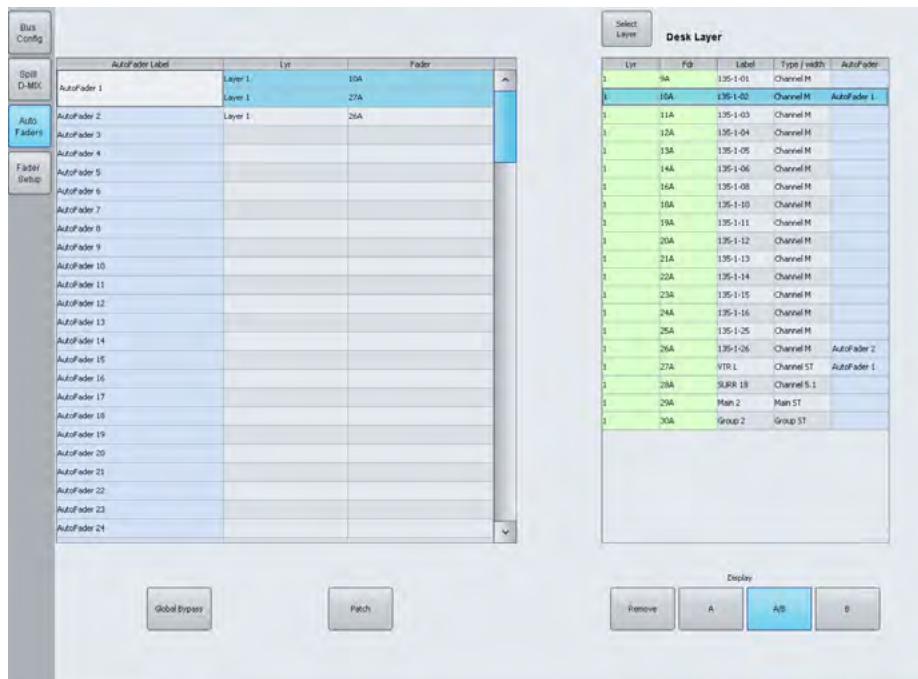 Bus
Config
Spill
D-MIX
Auto
Faders
Fader
Setup
AutoFader Label Lyr Fader
AutoFader 1 Layer 1 10A
Layer 1 27A
AutoFader 2 Layer 1 26A
AutoFader 3
AutoFader 4
AutoFader 5
AutoFader 6
AutoFader 7
AutoFader 8
AutoFader 9
AutoFader 10
AutoFader 11
AutoFader 12
AutoFader 13
AutoFader 14
AutoFader 15
AutoFader 16
AutoFader 17
AutoFader 18
AutoFader 19
AutoFader 20
AutoFader 21
AutoFader 22
AutoFader 23
AutoFader 24
Global Bypass
Patch
Select
Layer
Desk Layer
Lyr Fdr Label Type / width AutoFader
1 9A 135-1-01 Channel M
1 10A 135-1-02 Channel M AutoFader 1
1 11A 135-1-03 Channel M
1 12A 135-1-04 Channel M
1 13A 135-1-05 Channel M
1 14A 135-1-06 Channel M
1 16A 135-1-08 Channel M
1 18A 135-1-10 Channel M
1 19A 135-1-11 Channel M
1 20A 135-1-12 Channel M
1 21A 135-1-13 Channel M
1 22A 135-1-14 Channel M
1 23A 135-1-15 Channel M
1 24A 135-1-16 Channel M
1 25A 135-1-25 Channel M
1 26A 135-1-26 Channel M AutoFader 2
1 27A VTR L Channel ST AutoFader 1
1 28A SURR 18 Channel 5.1
1 29A Main 2 Main ST
1 30A Group 2 Group ST
Display
Remove A A/B B